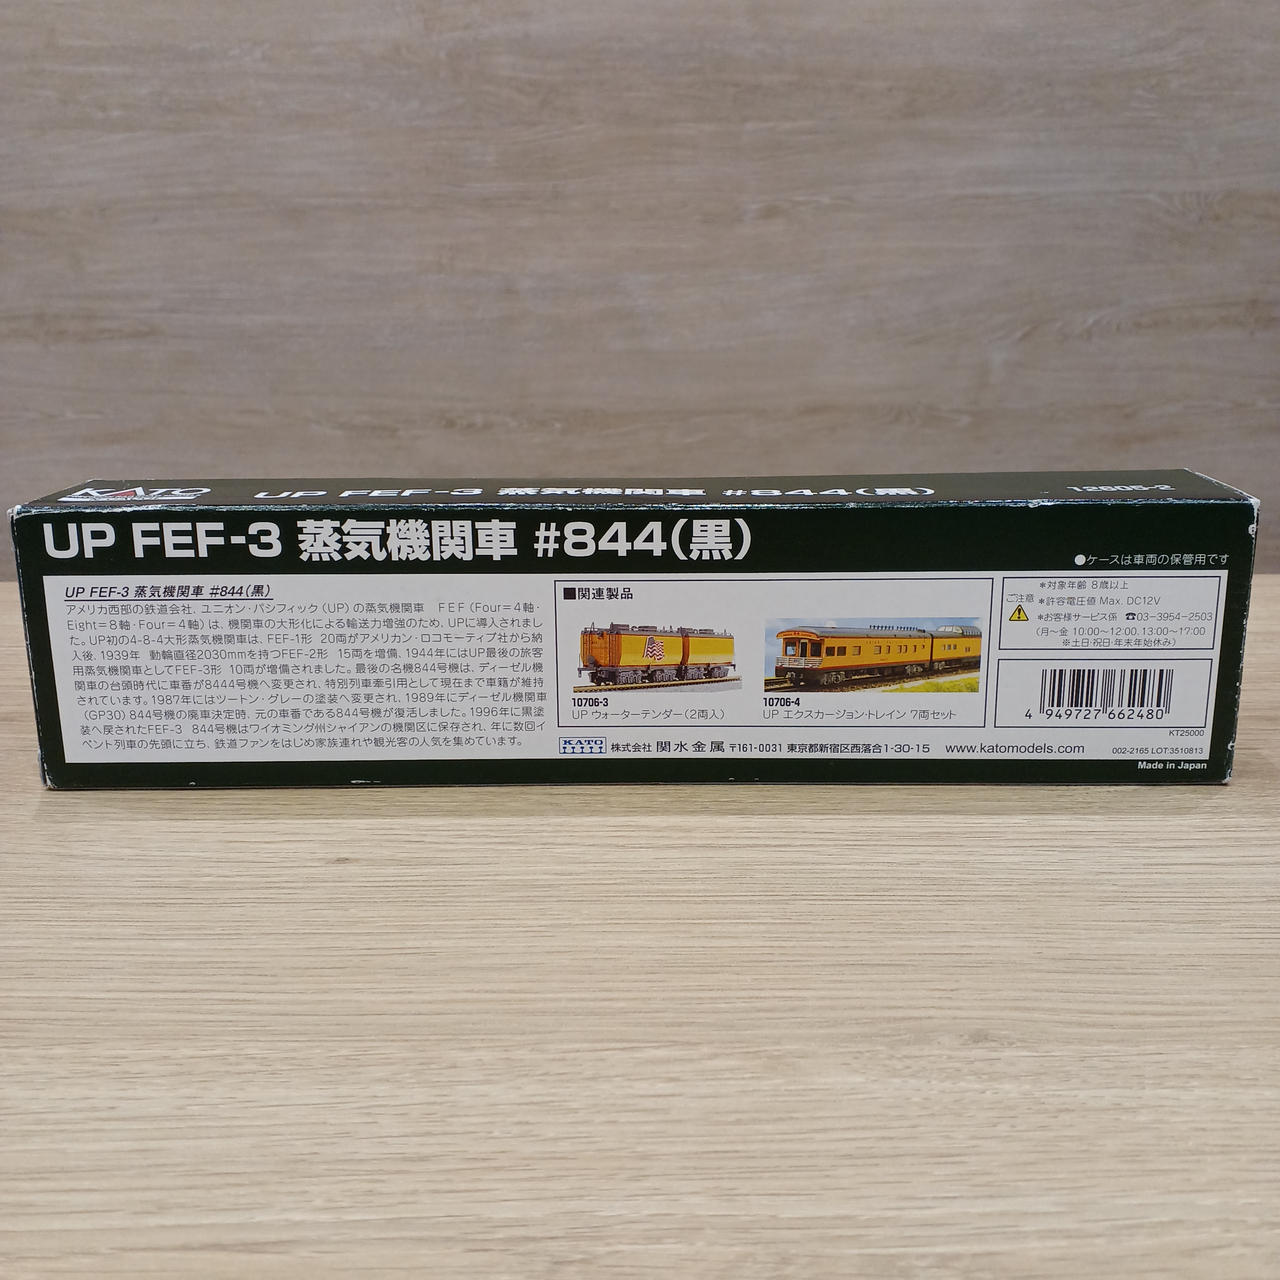 KATO
UP FEF-3 蒸気機関車 #844(黒)
12605-2
UP FEF-3 蒸気機関車 #844(黒)
●ケースは車両の保管用です
UP FEF-3 蒸気機関車 #844(黒)
アメリカ西部の鉄道会社、ユニオン・パシフィック(UP)の蒸気機関車 FEF(Four=4軸・
Eight=8軸・Four=4軸)は、機関車の大形化による輸送力増強のため、UPに導入されまし
た。UP初の4-8-4大形蒸気機関車は、FEF-1形 20両がアメリカン・ロコモーティブ社から納
入後、1939年 動輪直径2030mmを持つFEF-2形 15両を増備、1944年にはUP最後の旅客
用蒸気機関車としてFEF-3形 10両が増備されました。最後の名機844号機は、ディーゼル機
関車の台頭時代に車番が8444号機へ変更され、特別列車牽引用として現在まで車籍が維持
されています。1987年にはツートン・グレーの塗装へ変更され、1989年にディーゼル機関車
(GP30)844号機の廃車決定時、元の車番である844号機が復活しました。1996年に黒塗
装へ戻されたFEF-3 844号機はワイオミング州シャイアンの機関区に保存され、年に数回イ
ベント列車の先頭に立ち、鉄道ファンをはじめ家族連れや観光客の人気を集めています。
■関連製品
10706-3
UP ウォーターテンダー(2両入)
10706-4
UP エクスカージョン・トレイン 7両セット
ご注意
*対象年齢 8歳以上
*許容電圧値 Max. DC12V
*お客様サービス係 ☎03-3954-2503
(月〜金 10:00〜12:00、13:00〜17:00
※土日・祝日・年末年始休み)
4 949727 662480
KT25000
KATO 株式会社 関水金属 〒161-0031 東京都新宿区西落合1-30-15 www.katomodels.com
002-2165 LOT:3510813
Made in Japan